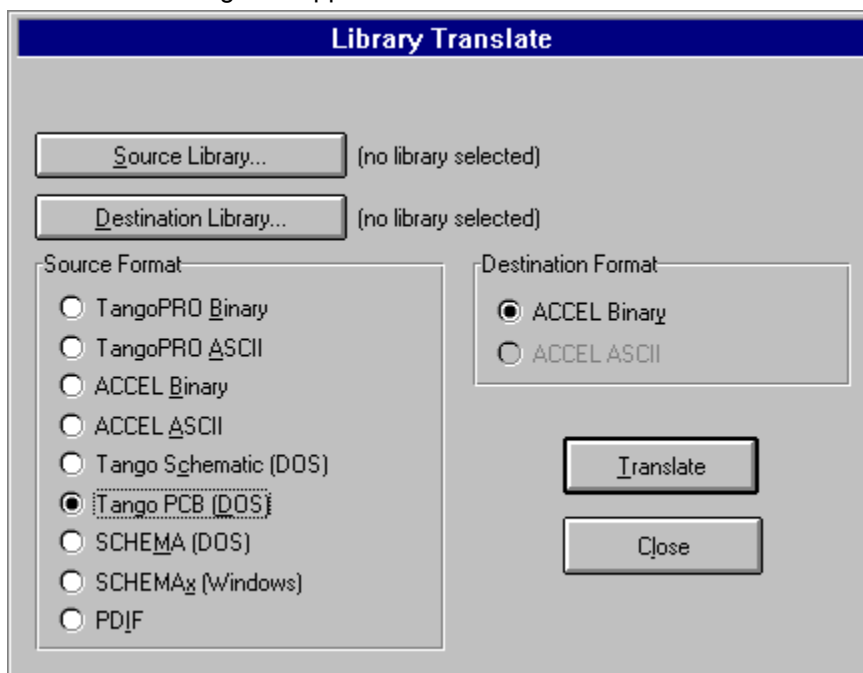 Library Translate
Source Library... (no library selected)
Destination Library... (no library selected)
Source Format
TangoPRO Binary
TangoPRO ASCII
ACCEL Binary
ACCEL ASCII
Tango Schematic (DOS)
Tango PCB (DOS)
SCHEMA (DOS)
SCHEMAx (Windows)
PDIF
Destination Format
ACCEL Binary
ACCEL ASCII
Translate
Close